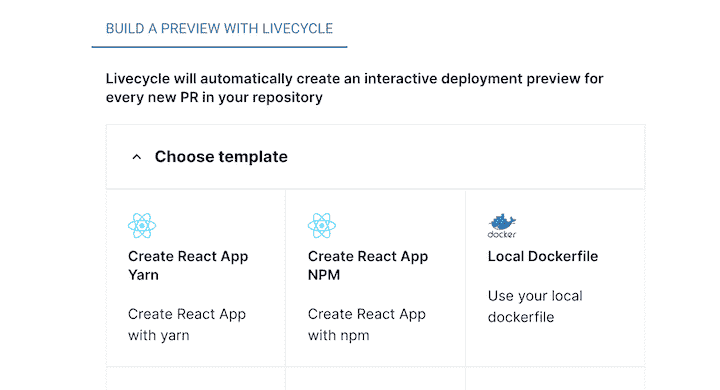 BUILD A PREVIEW WITH LIVECYCLE
Livecycle will automatically create an interactive deployment preview for
every new PR in your repository
Choose template
Create React App
Yarn
Create React App
with yarn
Create React App
NPM
Create React App
with npm
docker
Local Dockerfile
Use your local
dockerfile